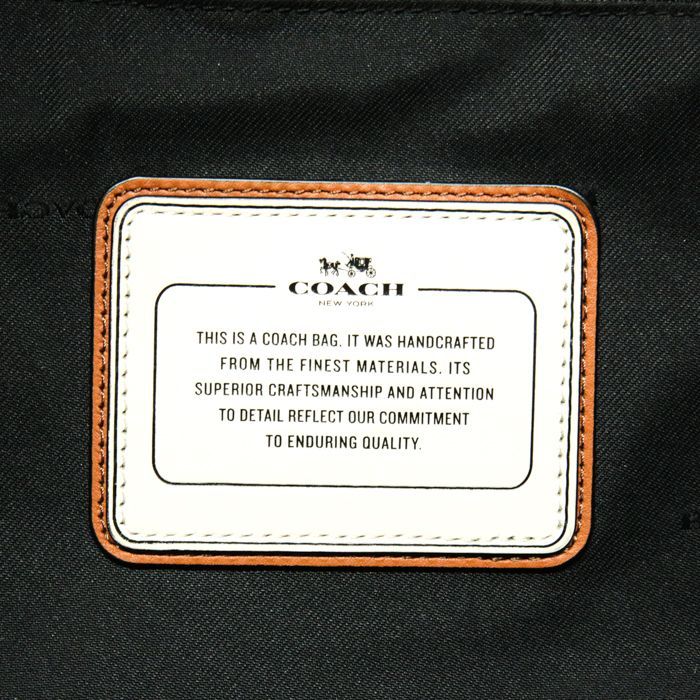 COACH
NEW YORK
THIS IS A COACH BAG. IT WAS HANDCRAFTED
FROM THE FINEST MATERIALS. ITS
SUPERIOR CRAFTSMANSHIP AND ATTENTION
TO DETAIL REFLECT OUR COMMITMENT
TO ENDURING QUALITY.